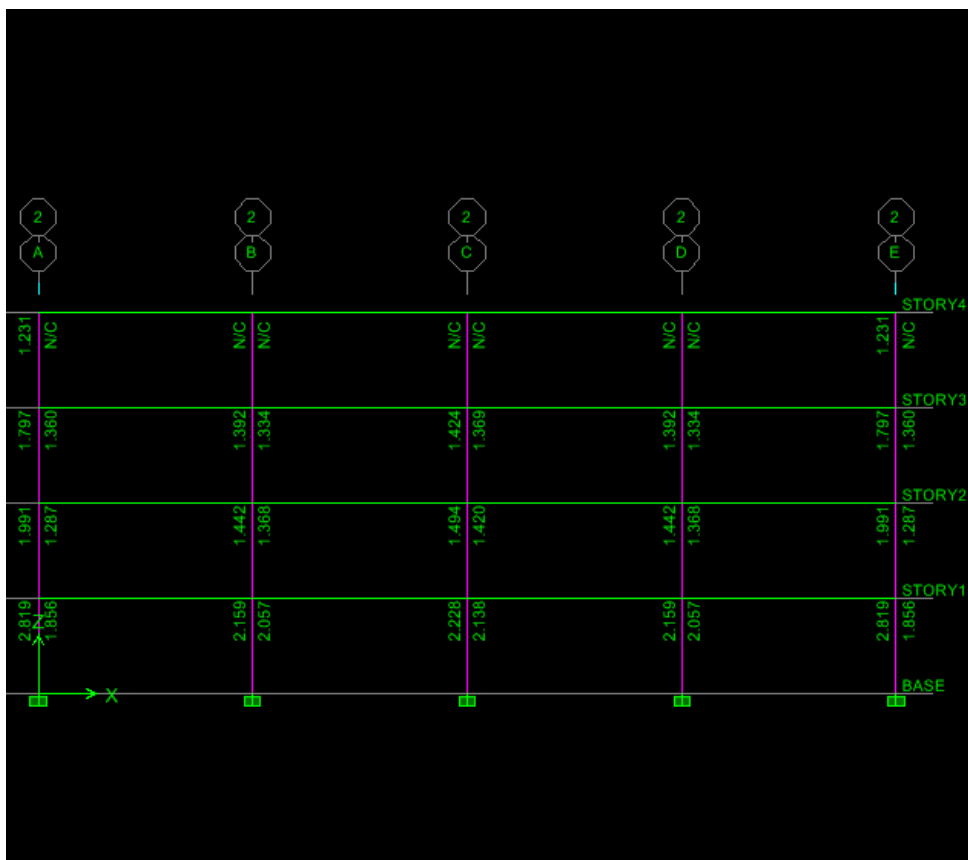 2 2 2 2 2
A B C D E
STORY4
1.231 N/C N/C N/C N/C N/C N/C N/C 1.231 N/C
STORY3
1.797 1.360 1.392 1.334 1.424 1.369 1.392 1.334 1.797 1.360
STORY2
1.991 1.287 1.442 1.368 1.494 1.420 1.442 1.368 1.991 1.287
STORY1
2.819 1.856 2.159 2.057 2.228 2.138 2.159 2.057 2.819 1.856
Z
X
BASE